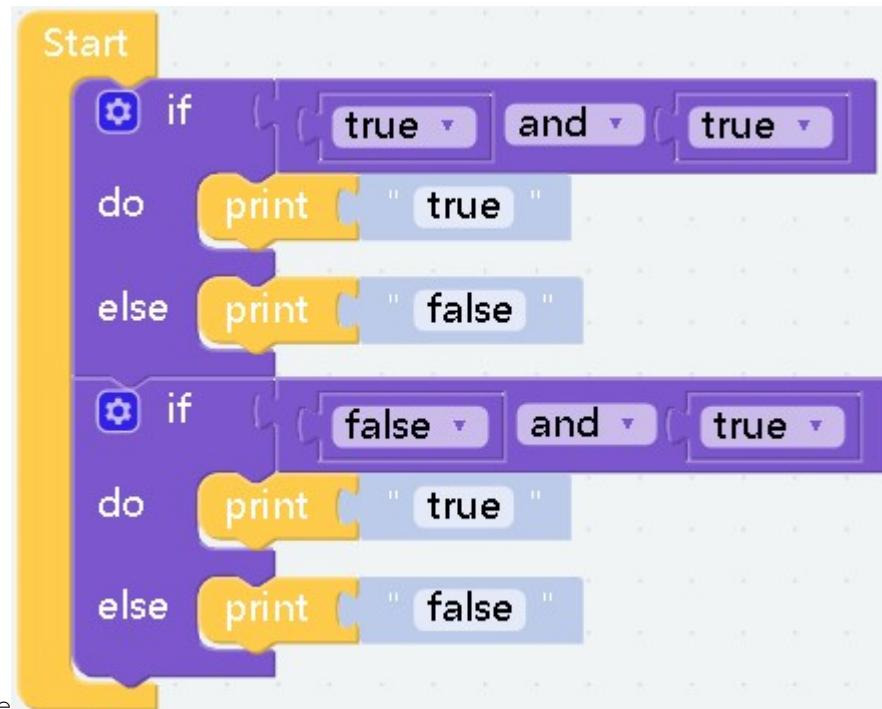 Start
if true and true
do print " true "
else print " false "
if false and true
do print " true "
else print " false "
e